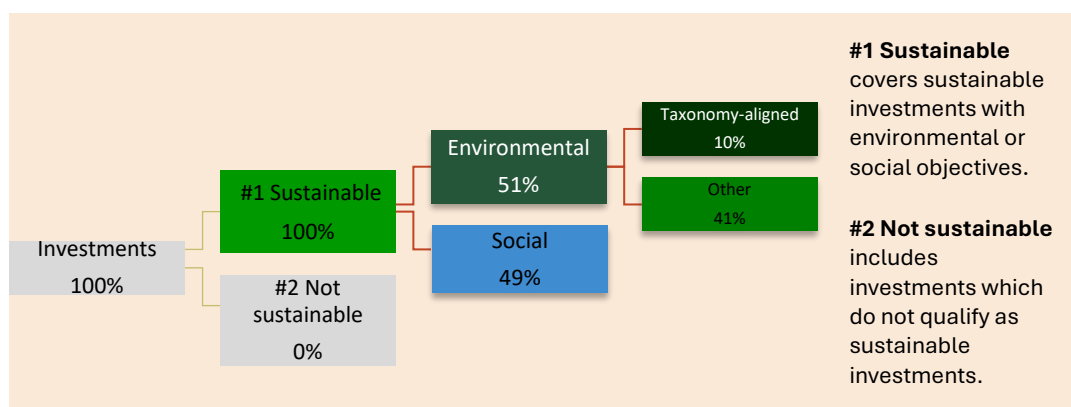 Investments
100%
#1 Sustainable
100%
#2 Not
sustainable
0%
Environmental
51%
Social
49%
Taxonomy-aligned
10%
Other
41%
#1 Sustainable
covers sustainable
investments with
environmental or
social objectives.
#2 Not sustainable
includes
investments which
do not qualify as
sustainable
investments.